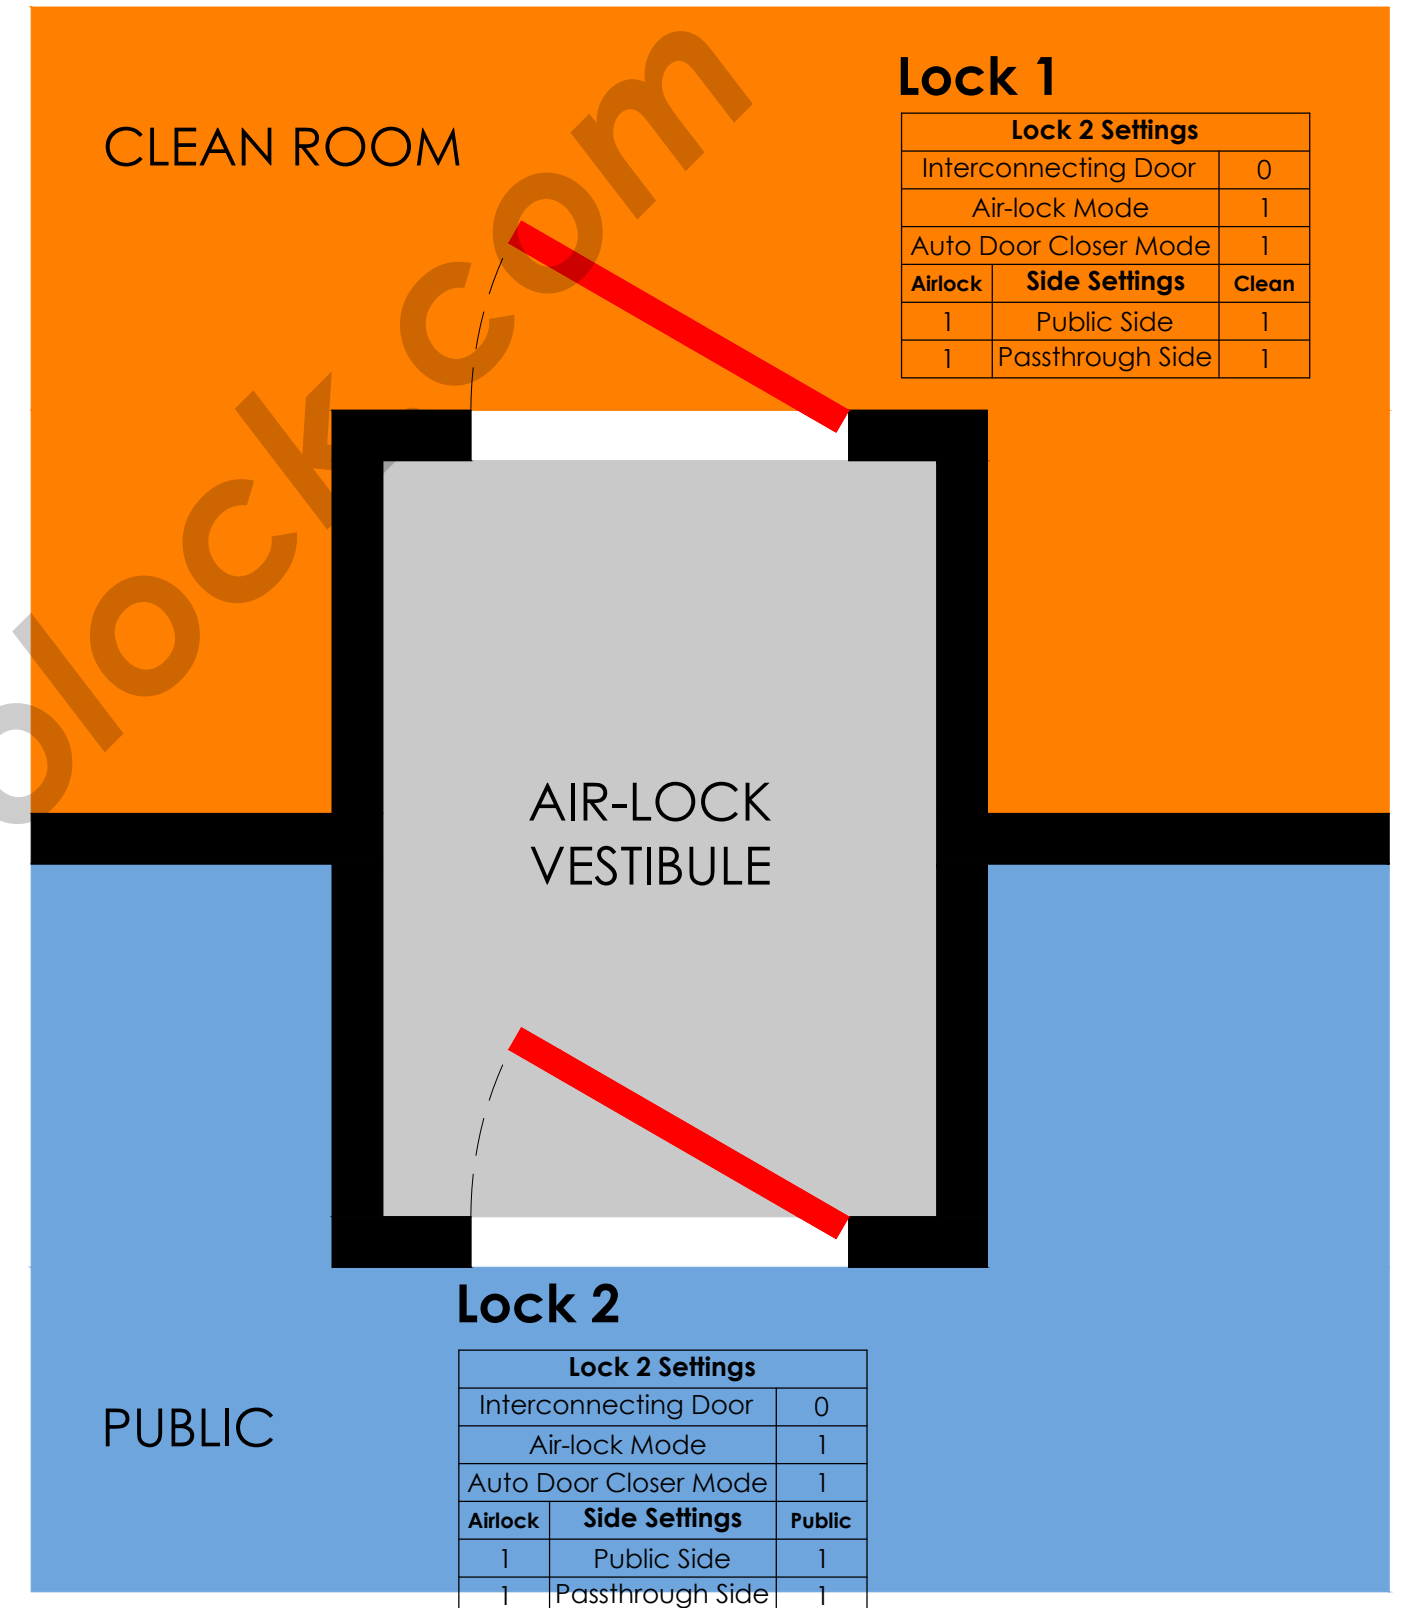 CLEAN ROOM
Lock 1
Lock 2 Settings
Interconnecting Door 0
Air-lock Mode 1
Auto Door Closer Mode 1
Airlock Side Settings Clean
1 Public Side 1
1 Passthrough Side 1
AIR-LOCK
VESTIBULE
Lock 2
Lock 2 Settings
Interconnecting Door 0
Air-lock Mode 1
Auto Door Closer Mode 1
Airlock Side Settings Public
1 Public Side 1
1 Passthrough Side 1
PUBLIC
olock.com